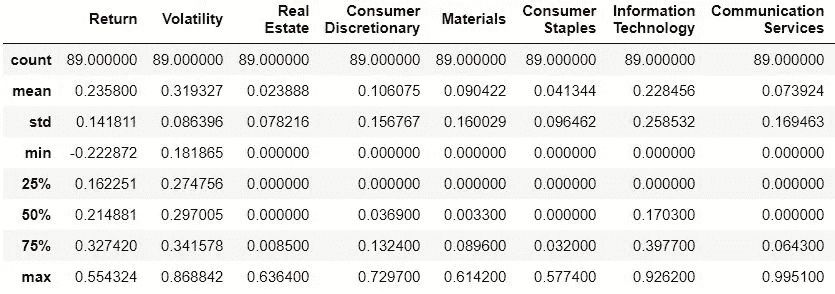 Return Volatility Real Estate Consumer Discretionary Materials Consumer Staples Information Technology Communication Services
count 89.000000 89.000000 89.000000 89.000000 89.000000 89.000000 89.000000 89.000000
mean 0.235800 0.319327 0.023888 0.106075 0.090422 0.041344 0.228456 0.073924
std 0.141811 0.086396 0.078216 0.156767 0.160029 0.096462 0.258532 0.169463
min -0.222872 0.181865 0.000000 0.000000 0.000000 0.000000 0.000000 0.000000
25% 0.162251 0.274756 0.000000 0.000000 0.000000 0.000000 0.000000 0.000000
50% 0.214881 0.297005 0.000000 0.036900 0.003300 0.000000 0.170300 0.000000
75% 0.327420 0.341578 0.008500 0.132400 0.089600 0.032000 0.397700 0.064300
max 0.554324 0.868842 0.636400 0.729700 0.614200 0.577400 0.926200 0.995100